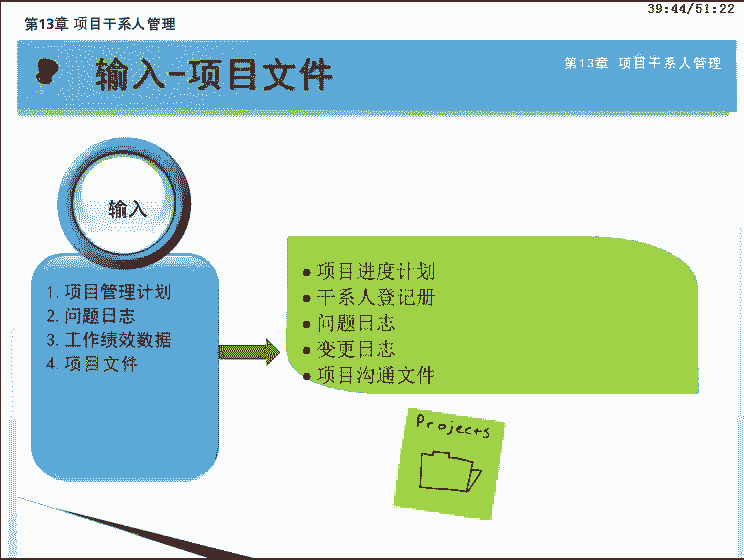 39:44/51:22
第13章 项目干系人管理
输入-项目文件
第13章 项目干系人管理
输入
1. 项目管理计划
2. 问题日志
3. 工作绩效数据
4. 项目文件
● 项目进度计划
● 干系人登记册
● 问题日志
● 变更日志
● 项目沟通文件
Projects